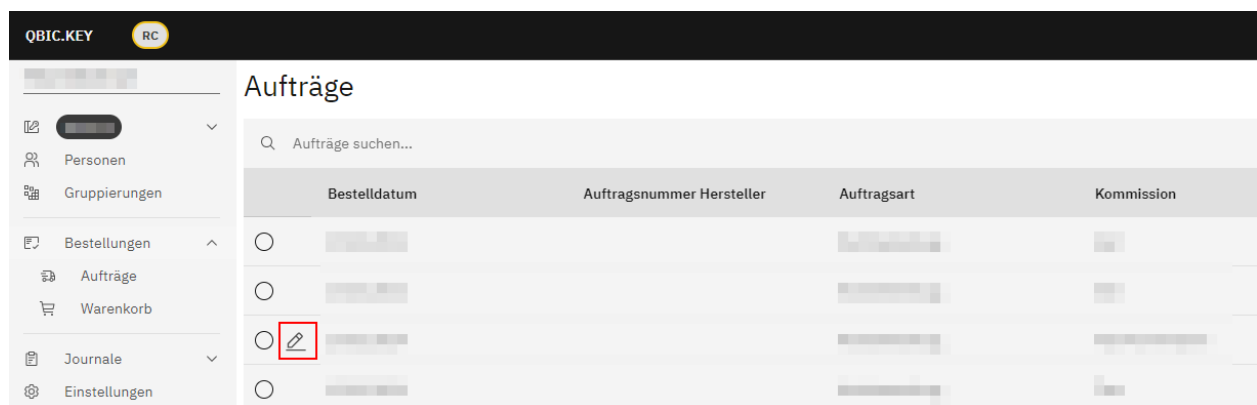 QBIC.KEY RC
Aufträge
Aufträge suchen...
Personen
Gruppierungen
Bestellungen
Aufträge
Warenkorb
Journale
Einstellungen
Bestelldatum Auftragsnummer Hersteller Auftragsart Kommission